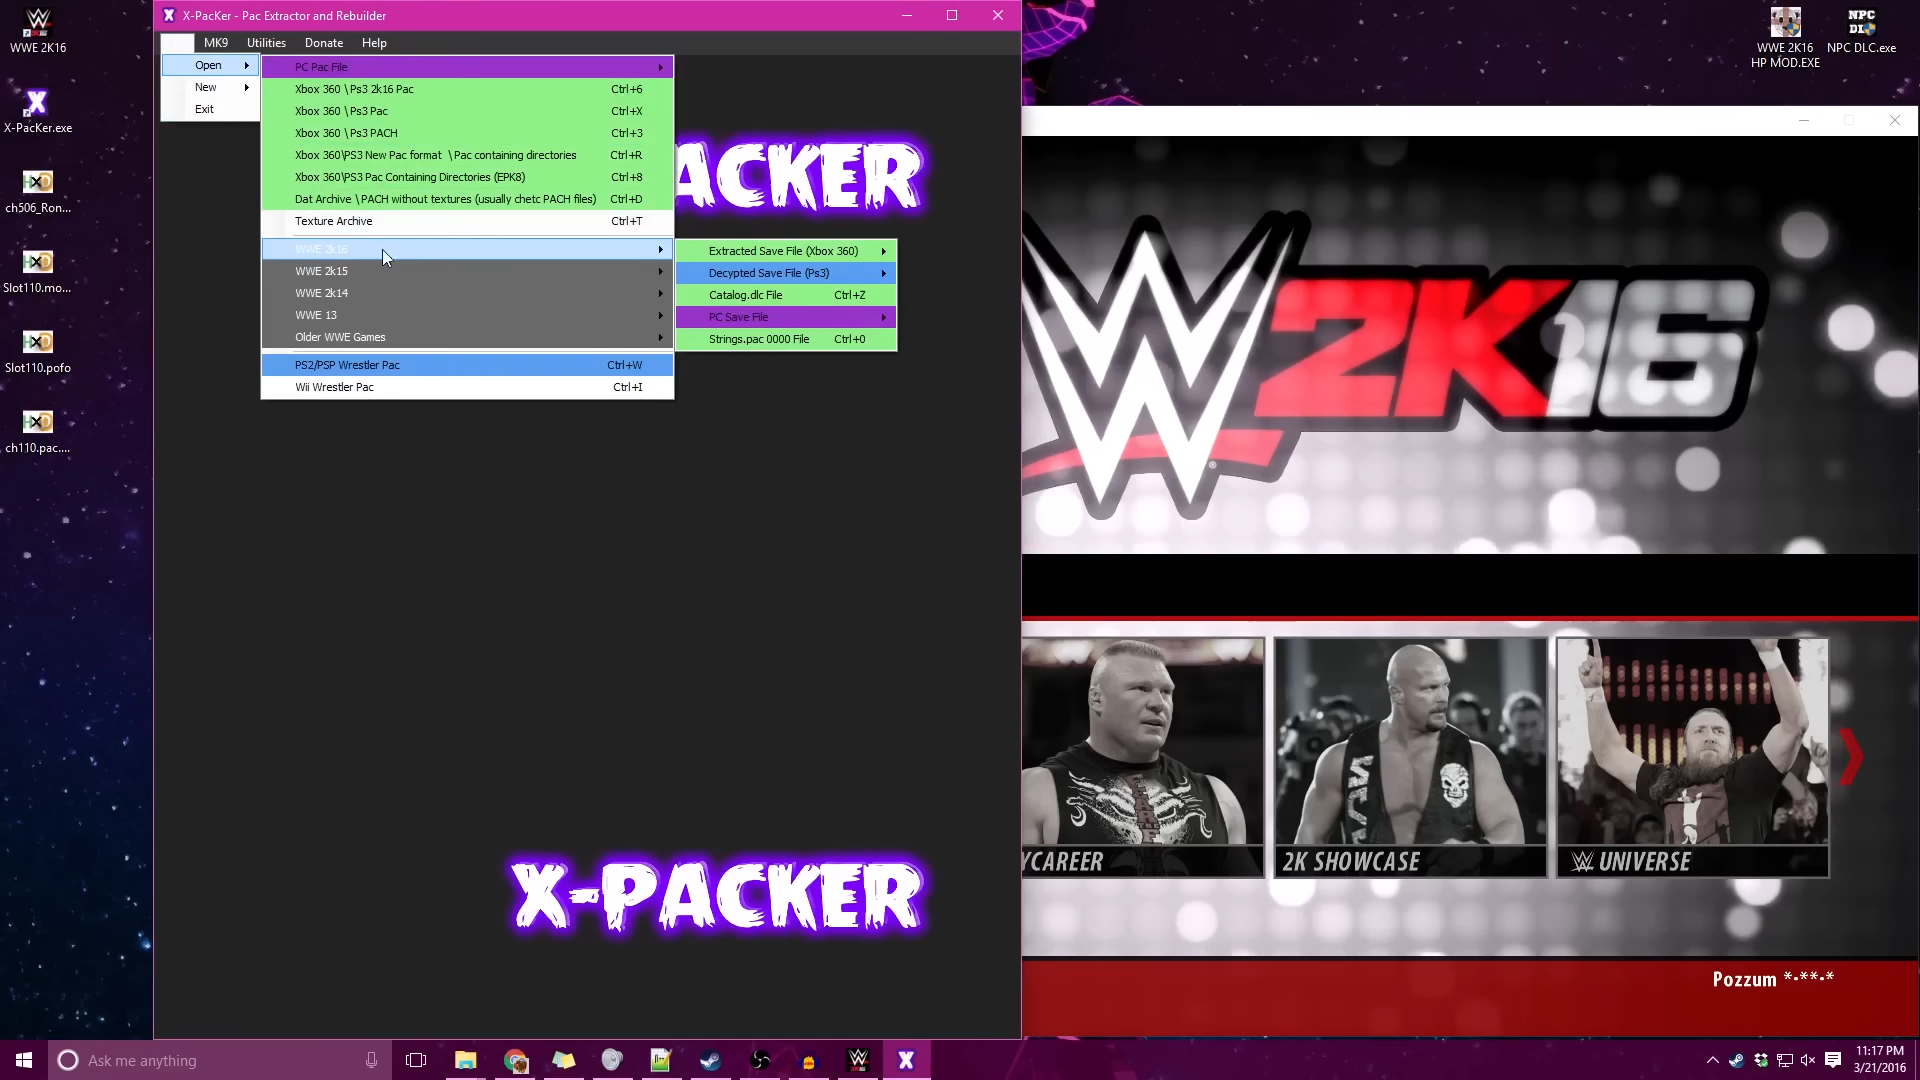 WWE 2K16
X-PacKer.exe
ch506_Ron...
Slot110.mo...
Slot110.pofo
ch110.pac....
X-PacKer - Pac Extractor and Rebuilder
MK9 Utilities Donate Help
Open
New
Exit
PC Pac File
Xbox 360 \Ps3 2k16 Pac Ctrl+6
Xbox 360 \Ps3 Pac Ctrl+X
Xbox 360 \Ps3 PACH Ctrl+3
Xbox 360\PS3 New Pac format \Pac containing directories Ctrl+R
Xbox 360\PS3 Pac Containing Directories (EPK8) Ctrl+8
Dat Archive \PACH without textures (usually chetc PACH files) Ctrl+D
Texture Archive Ctrl+T
WWE 2k16
WWE 2k15
WWE 2k14
WWE 13
Older WWE Games
PS2/PSP Wrestler Pac Ctrl+W
Wii Wrestler Pac Ctrl+I
Extracted Save File (Xbox 360)
Decypted Save File (Ps3)
Catalog.dlc File Ctrl+Z
PC Save File
Strings.pac 0000 File Ctrl+0
ACKER
X-PACKER
WWE 2K16
HP MOD.EXE
NPC DLC.exe
NPC
DL
W 2K16
YCAREER
2K SHOWCASE
W UNIVERSE
Pozzum *.**.*
Ask me anything
11:17 PM
3/21/2016